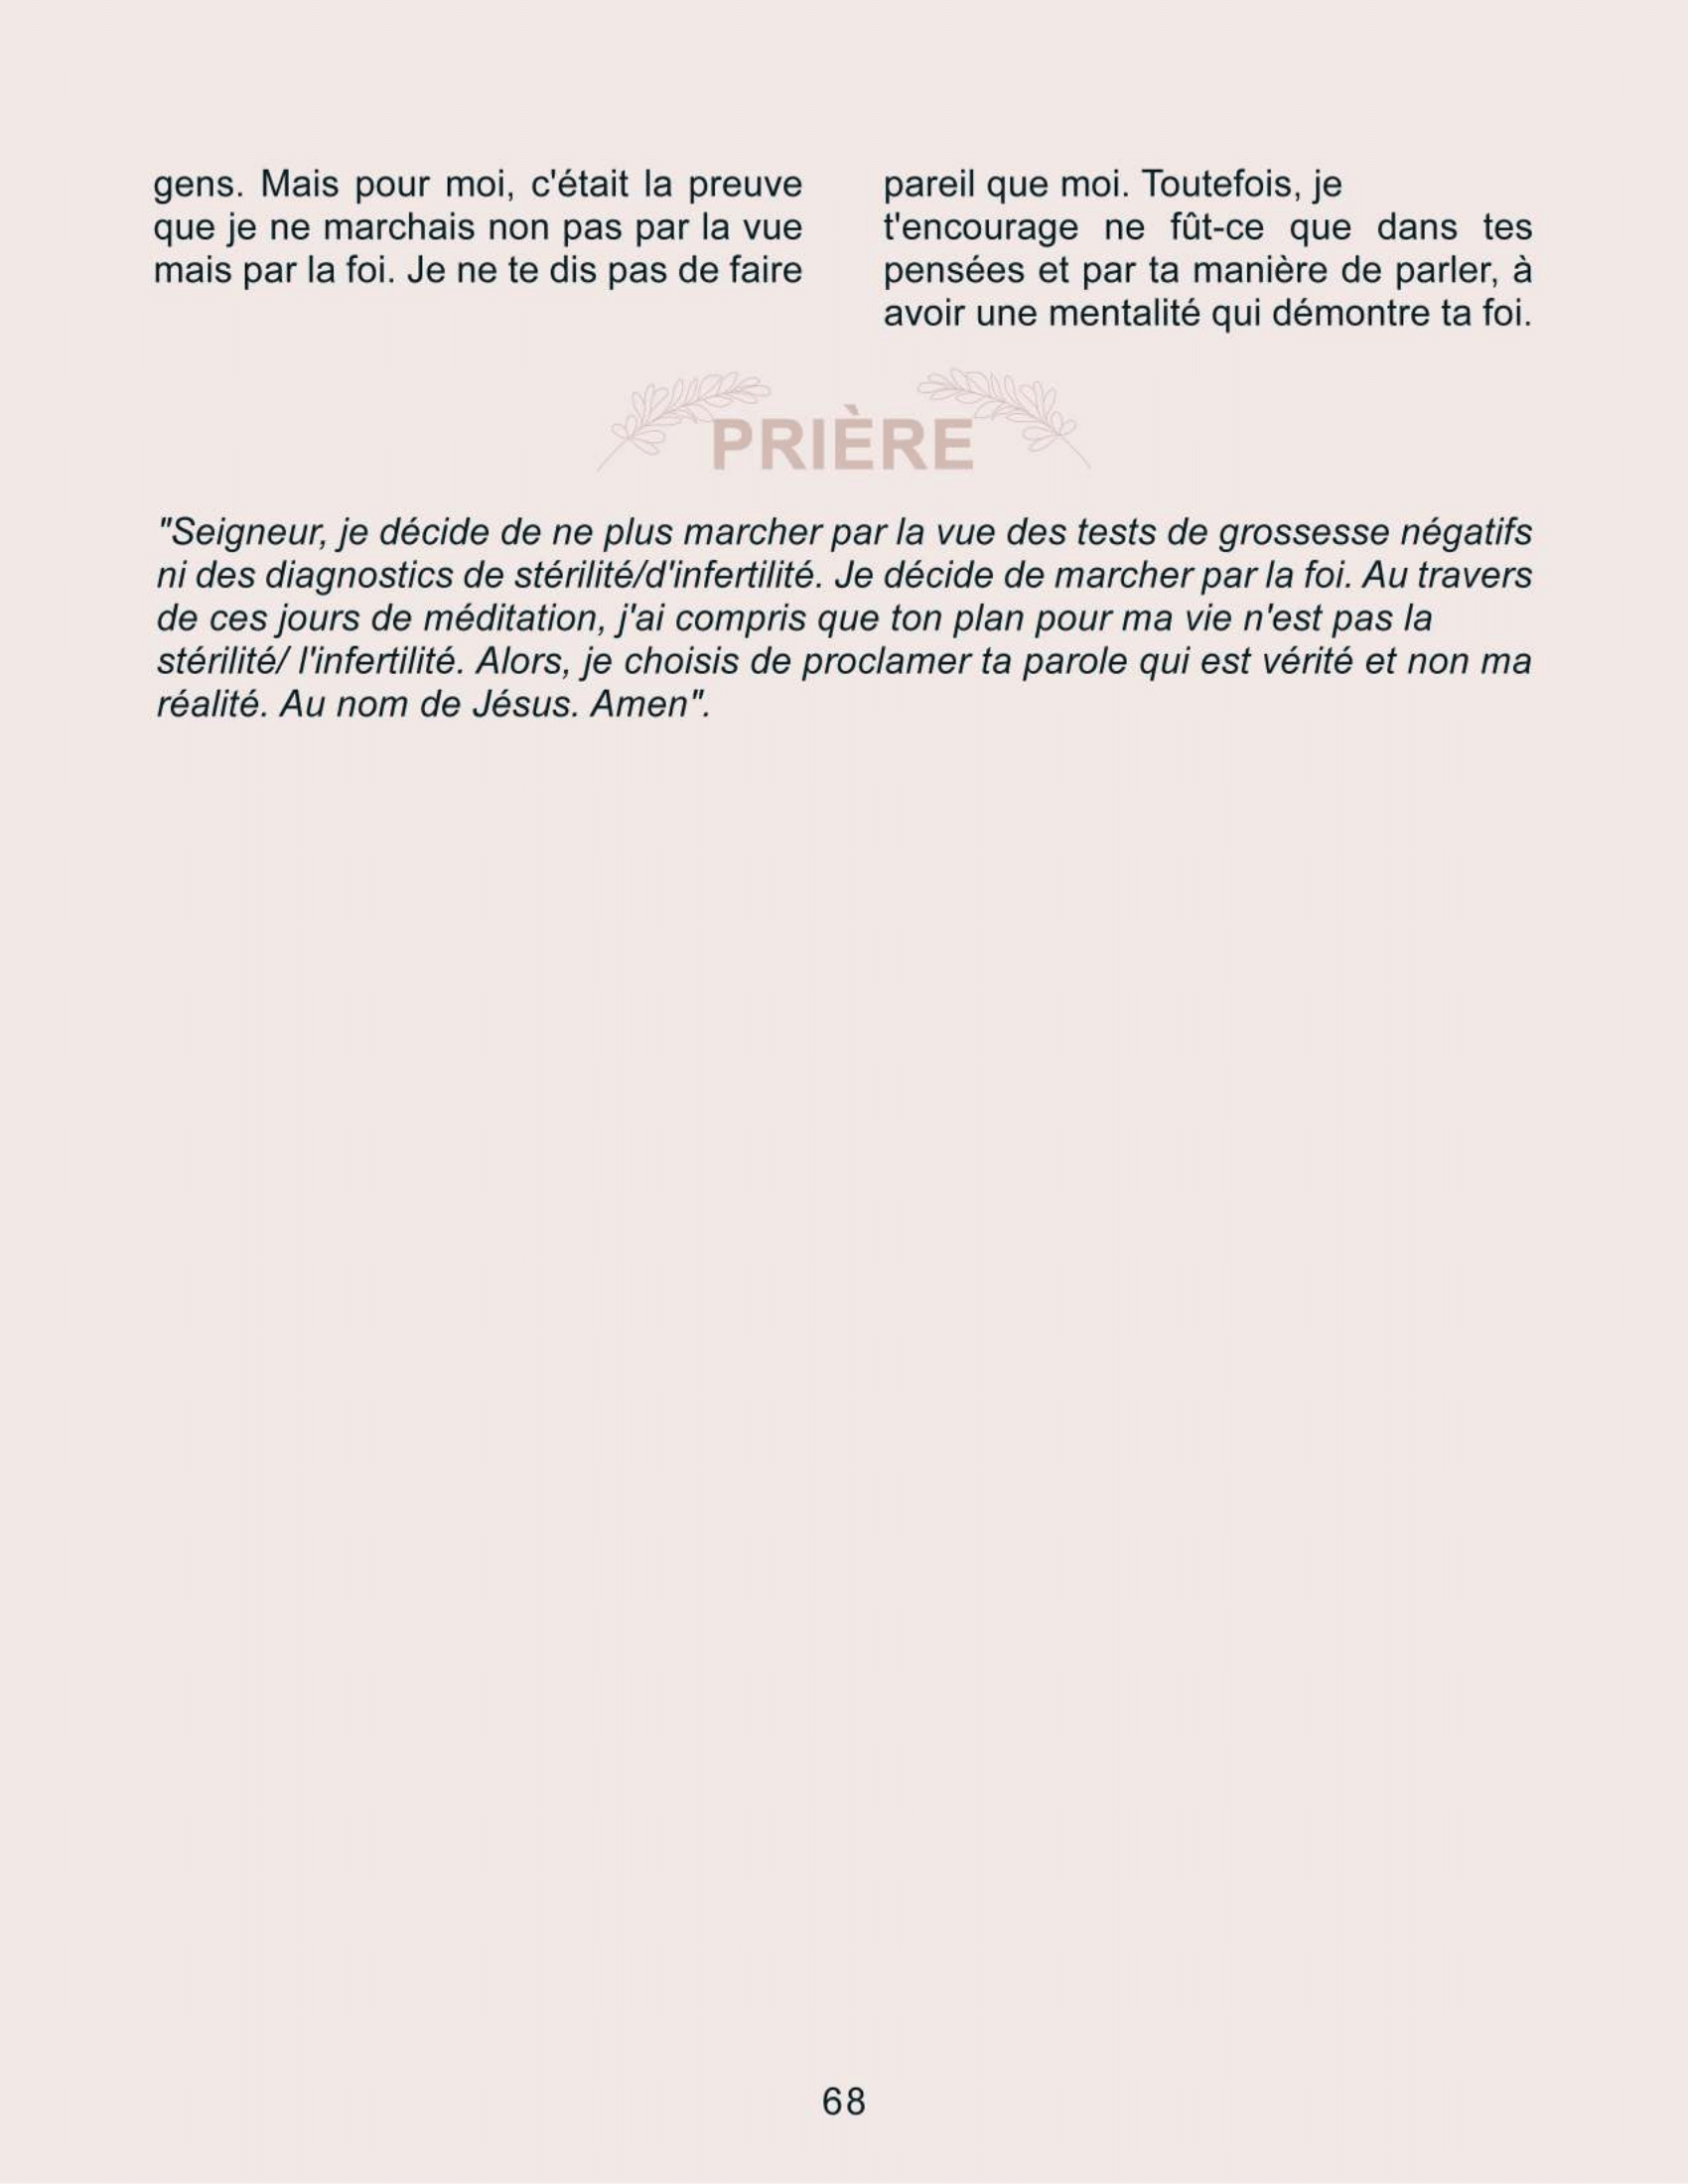 gens. Mais pour moi, c'était la preuve
que je ne marchais non pas par la vue
mais par la foi. Je ne te dis pas de faire
pareil que moi. Toutefois, je
t'encourage ne fût-ce que dans tes
pensées et par ta manière de parler, à
avoir une mentalité qui démontre ta foi.
PRIÈRE
"Seigneur, je décide de ne plus marcher par la vue des tests de grossesse négatifs
ni des diagnostics de stérilité/d'infertilité. Je décide de marcher par la foi. Au travers
de ces jours de méditation, j'ai compris que ton plan pour ma vie n'est pas la
stérilité/ l'infertilité. Alors, je choisis de proclamer ta parole qui est vérité et non ma
réalité. Au nom de Jésus. Amen".
68